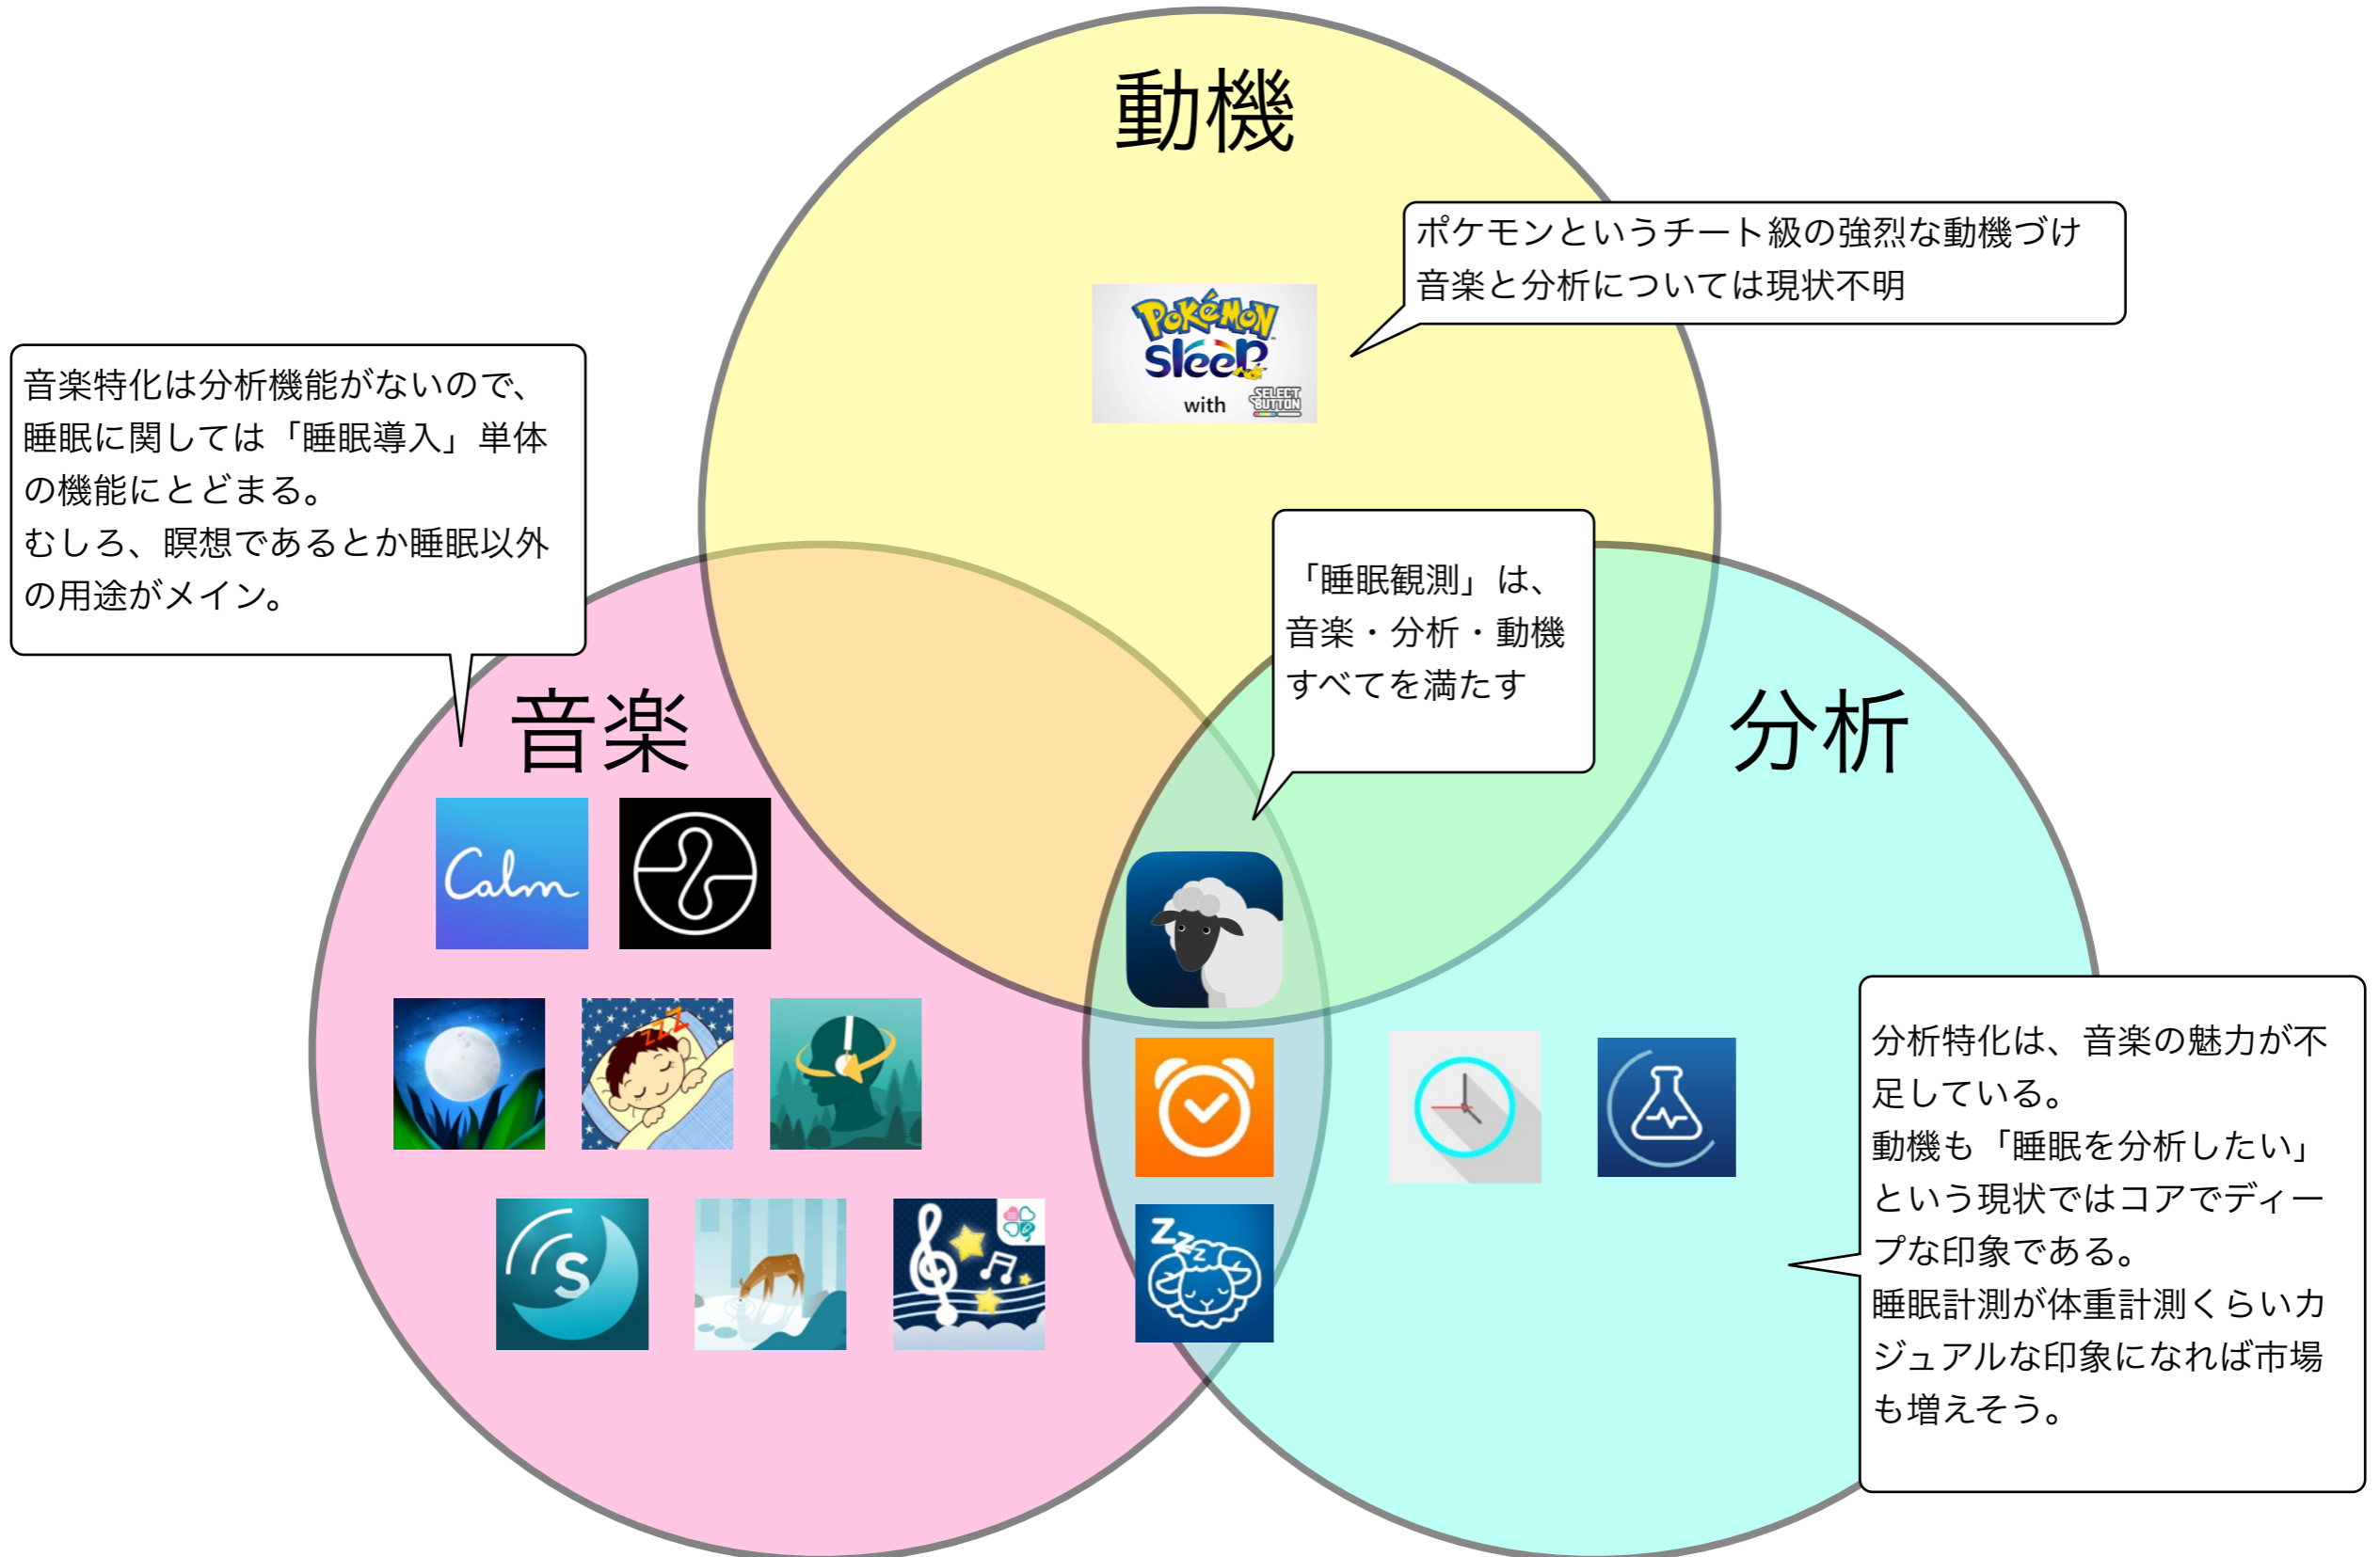 動機
ポケモンというチート級の強烈な動機づけ
音楽と分析については現状不明
POKéMON
Sleep
with
SELECT
BUTTON
音楽特化は分析機能がないので、
睡眠に関しては「睡眠導入」単体
の機能にとどまる。
むしろ、瞑想であるとか睡眠以外
の用途がメイン。
「睡眠観測」は、
音楽・分析・動機
すべてを満たす
音楽
分析
Calm
zzz
S
Zzz
分析特化は、音楽の魅力が不
足している。
動機も「睡眠を分析したい」
という現状ではコアでディー
プな印象である。
睡眠計測が体重計測くらいカ
ジュアルな印象になれば市場
も増えそう。